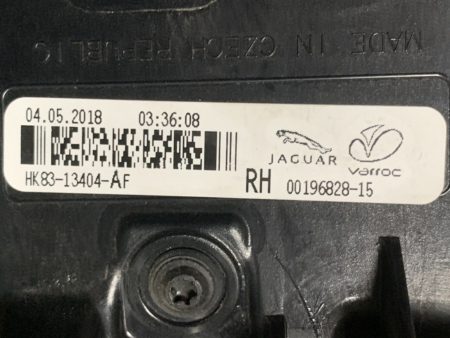 MADE IN CZECH REPUBLIC
04.05.2018 03:36:08
JAGUAR varroc
HK83-13404-AF RH 00196828-15